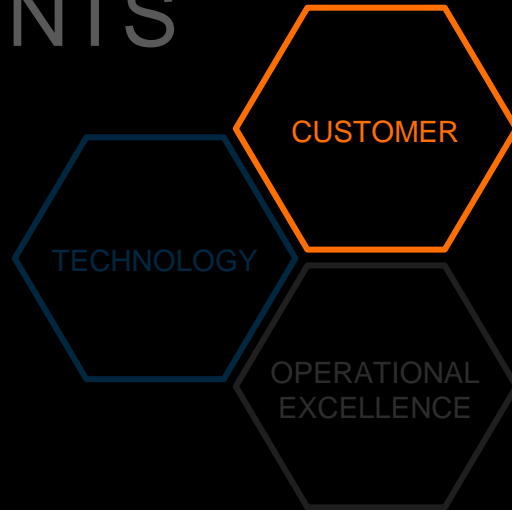 NTS
CUSTOMER
TECHNOLOGY
OPERATIONAL
EXCELLENCE